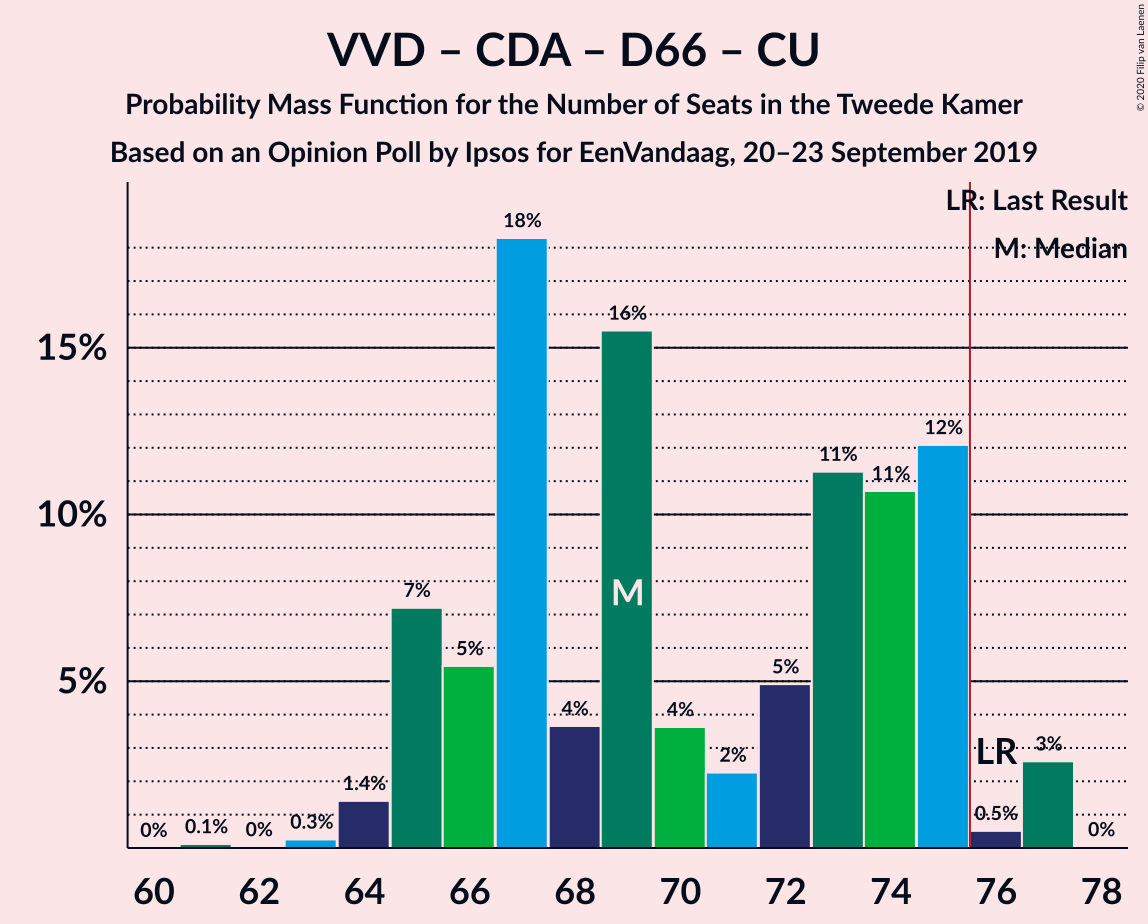 VVD – CDA – D66 – CU
Probability Mass Function for the Number of Seats in the Tweede Kamer
Based on an Opinion Poll by Ipsos for EenVandaag, 20–23 September 2019
© 2020 Filip van Laenen
LR: Last Result
M: Median
15%
10%
5%
0%
0.1%
0%
0.3%
1.4%
7%
5%
18%
4%
16%
4%
2%
5%
11%
11%
12%
0.5%
3%
0%
M
LR
60 62 64 66 68 70 72 74 76 78